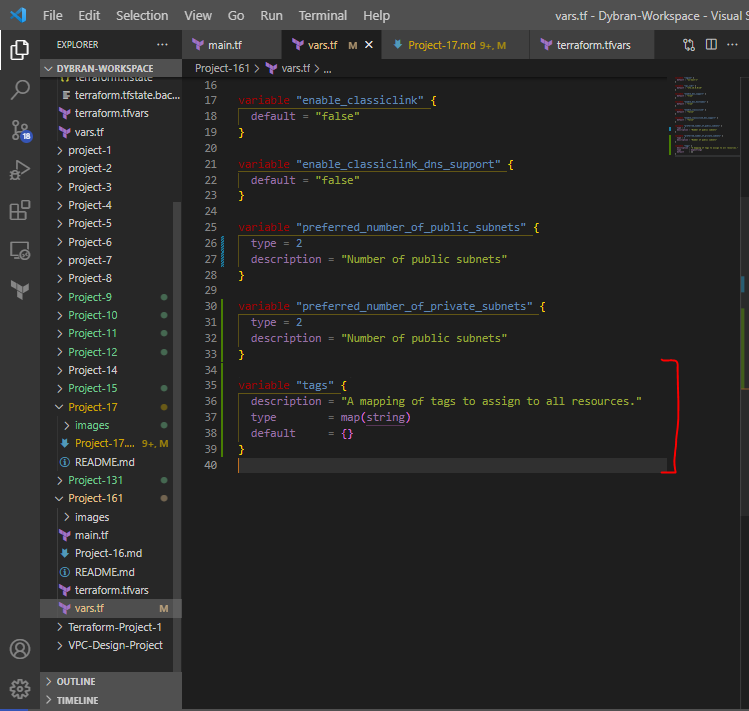 File Edit Selection View Go Run Terminal Help vars.tf - Dybran-Workspace - Visual S
EXPLORER ...
main.tf vars.tf M Project-17.md 9+, M terraform.tfvars ...
DYBRAN-WORKSPACE
Project-161 > vars.tf > ...
terraform.tfstate
terraform.tfstate.bac...
terraform.tfvars
vars.tf
project-1
project-2
Project-3
Project-4
Project-5
Project-6
project-7
Project-8
Project-9
Project-10
Project-11
Project-12
Project-14
Project-15
Project-17
images
Project-17.... 9+, M
README.md
Project-131
Project-161
images
main.tf
Project-16.md
README.md
terraform.tfvars
vars.tf M
Terraform-Project-1
VPC-Design-Project
OUTLINE
TIMELINE
18
16
17 variable "enable_classiclink" {
18 default = "false"
19 }
20
21 variable "enable_classiclink_dns_support" {
22 default = "false"
23 }
24
25 variable "preferred_number_of_public_subnets" {
26 type = 2
27 description = "Number of public subnets"
28 }
29
30 variable "preferred_number_of_private_subnets" {
31 type = 2
32 description = "Number of public subnets"
33 }
34
35 variable "tags" {
36 description = "A mapping of tags to assign to all resources."
37 type = map(string)
38 default = {}
39 }
40